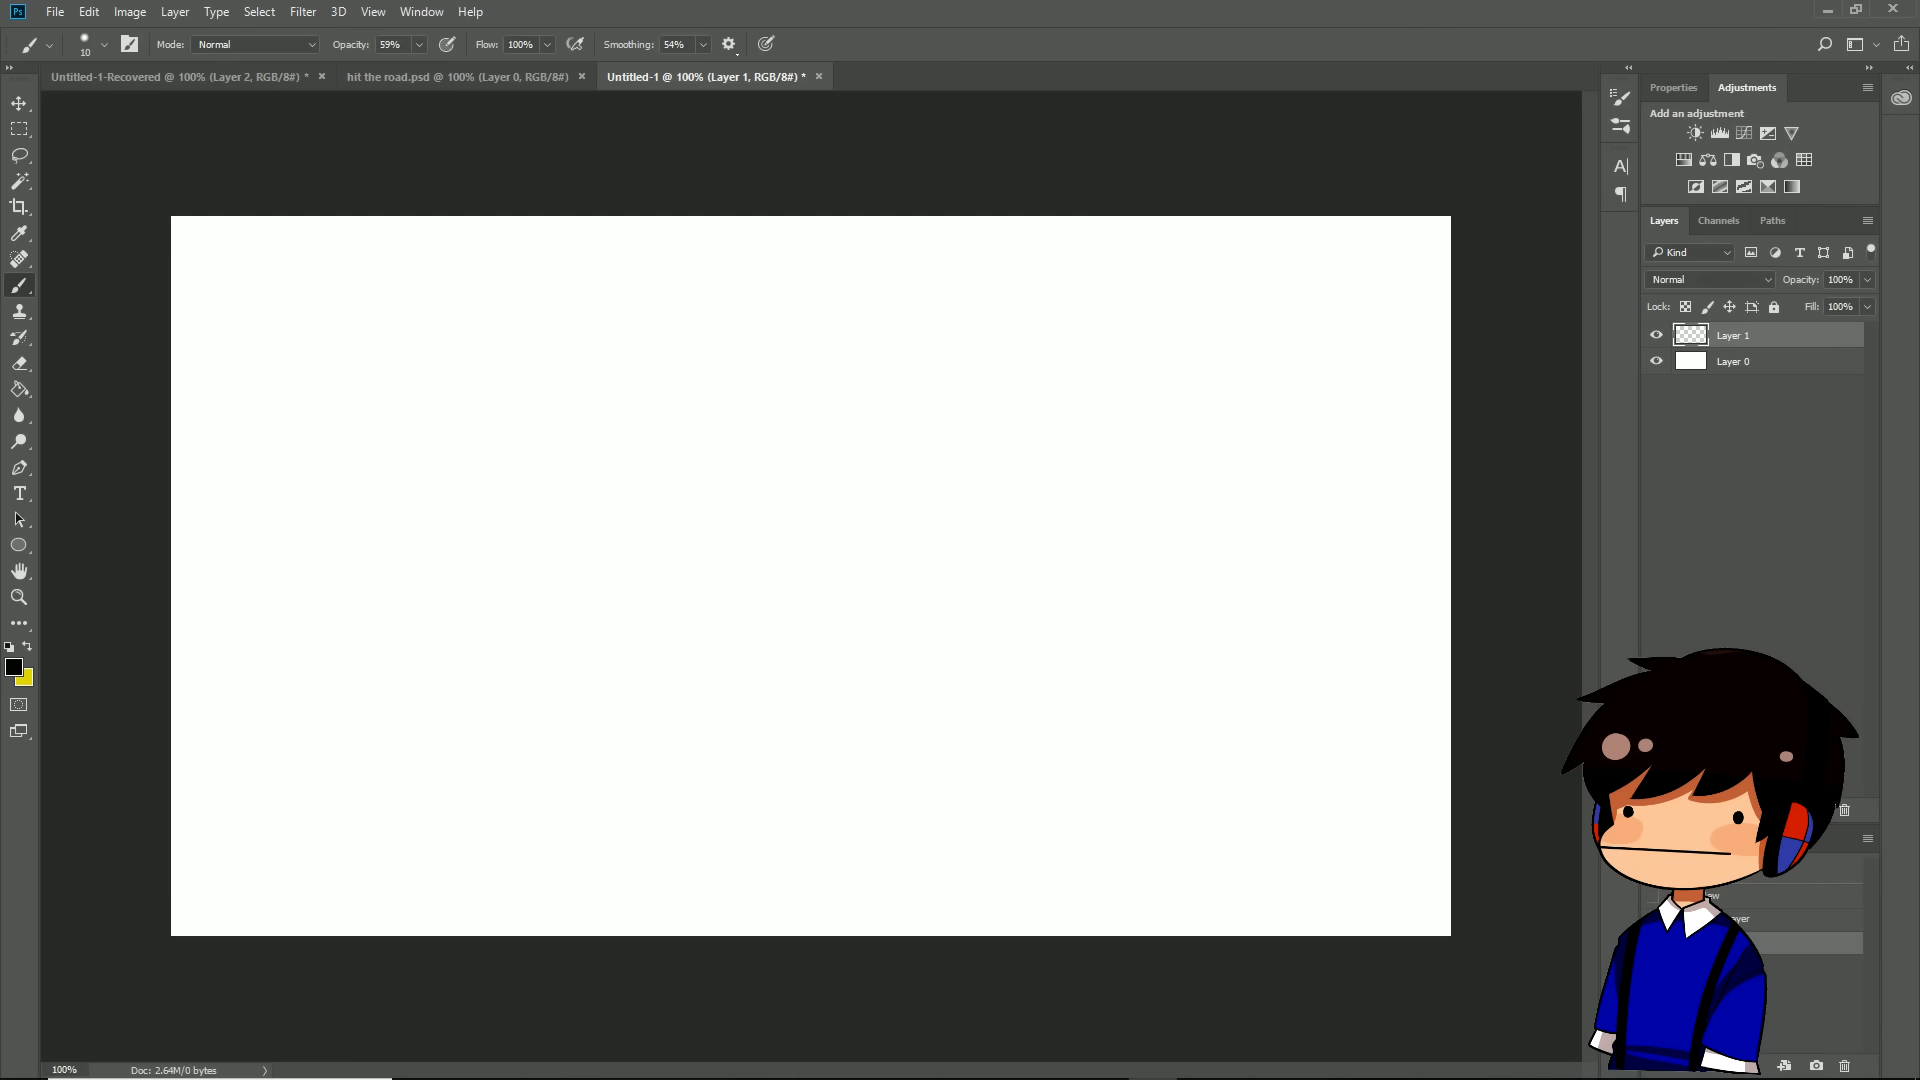 Ps File Edit Image Layer Type Select Filter 3D View Window Help
10 Mode: Normal Opacity: 59% Flow: 100% Smoothing: 54%
Untitled-1-Recovered @ 100% (Layer 2, RGB/8#) * hit the road.psd @ 100% (Layer 0, RGB/8#) Untitled-1 @ 100% (Layer 1, RGB/8#) *
Properties Adjustments
Add an adjustment
Layers Channels Paths
Kind
Normal Opacity: 100%
Lock: Fill: 100%
Layer 1
Layer 0
100% Doc: 2.64M/0 bytes